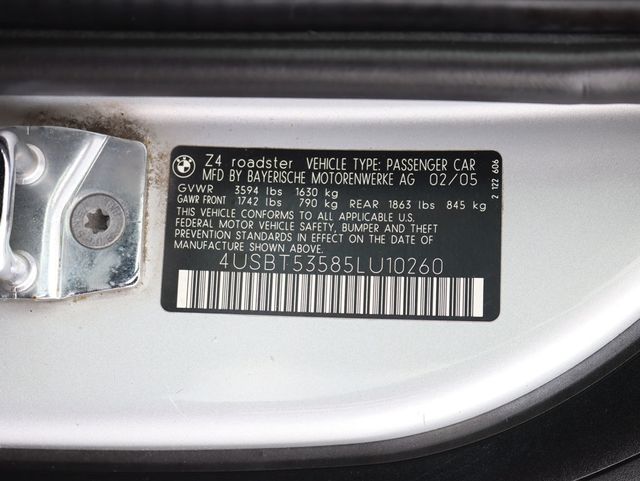 Z4 roadster VEHICLE TYPE: PASSENGER CAR
MFD BY BAYERISCHE MOTORENWERKE AG 02/05
GVWR 3594 lbs 1630 kg
GAWR FRONT 1742 lbs 790 kg REAR 1863 lbs 845 kg
THIS VEHICLE CONFORMS TO ALL APPLICABLE U.S.
FEDERAL MOTOR VEHICLE SAFETY, BUMPER AND THEFT
PREVENTION STANDARDS IN EFFECT ON THE DATE OF
MANUFACTURE SHOWN ABOVE.
4USBT53585LU10260
2 122 606